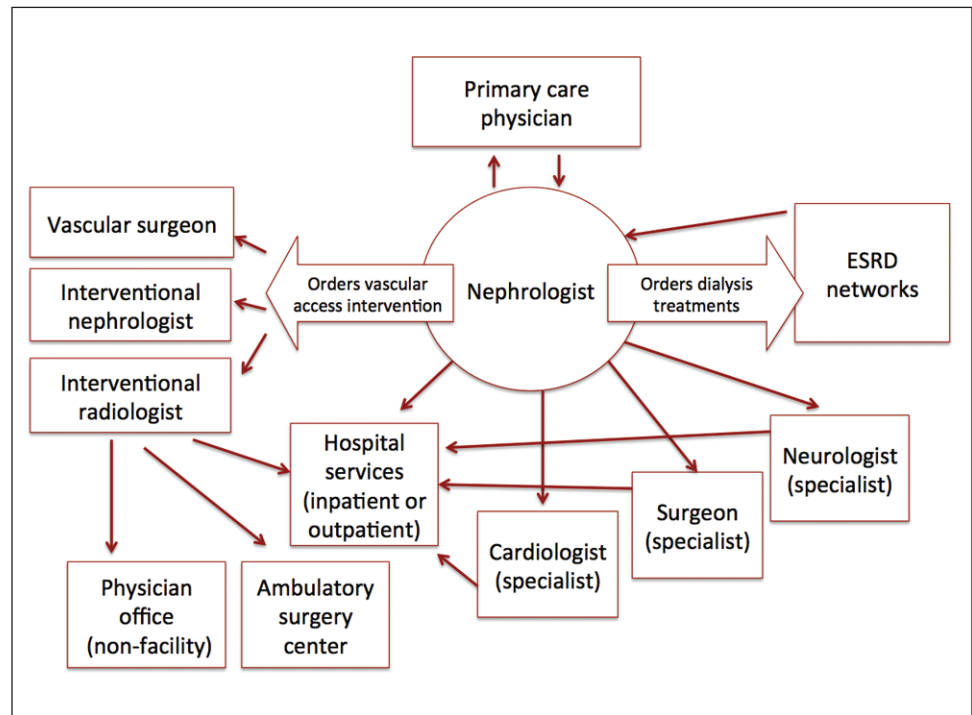 Primary care
physician
Vascular surgeon
Interventional
nephrologist
Interventional
radiologist
Orders vascular
access intervention
Nephrologist
Orders dialysis
treatments
ESRD
networks
Hospital
services
(inpatient or
outpatient)
Neurologist
(specialist)
Surgeon
(specialist)
Cardiologist
(specialist)
Physician
office
(non-facility)
Ambulatory
surgery
center